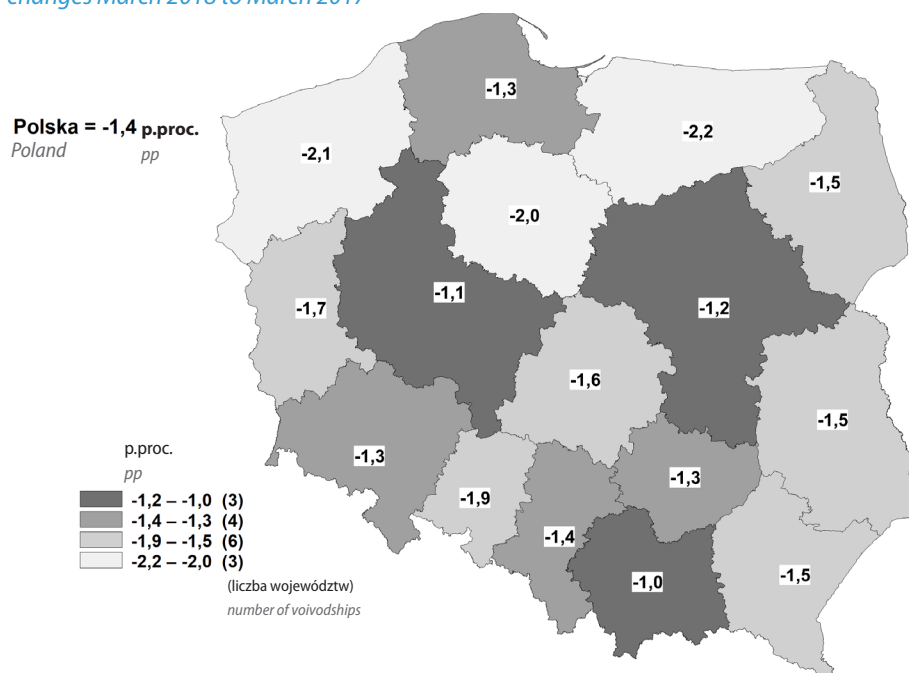 changes March 2018 to March 2017
-1,3
Polska = -1,4 p.proc.
Poland pp
-2,1
-2,2
-1,5
-2,0
-1,1
-1,2
-1,7
-1,6
-1,5
-1,3
-1,3
-1,9
-1,4
-1,5
-1,0
p.proc.
pp
-1,2 – -1,0 (3)
-1,4 – -1,3 (4)
-1,9 – -1,5 (6)
-2,2 – -2,0 (3)
(liczba województw)
number of voivodships